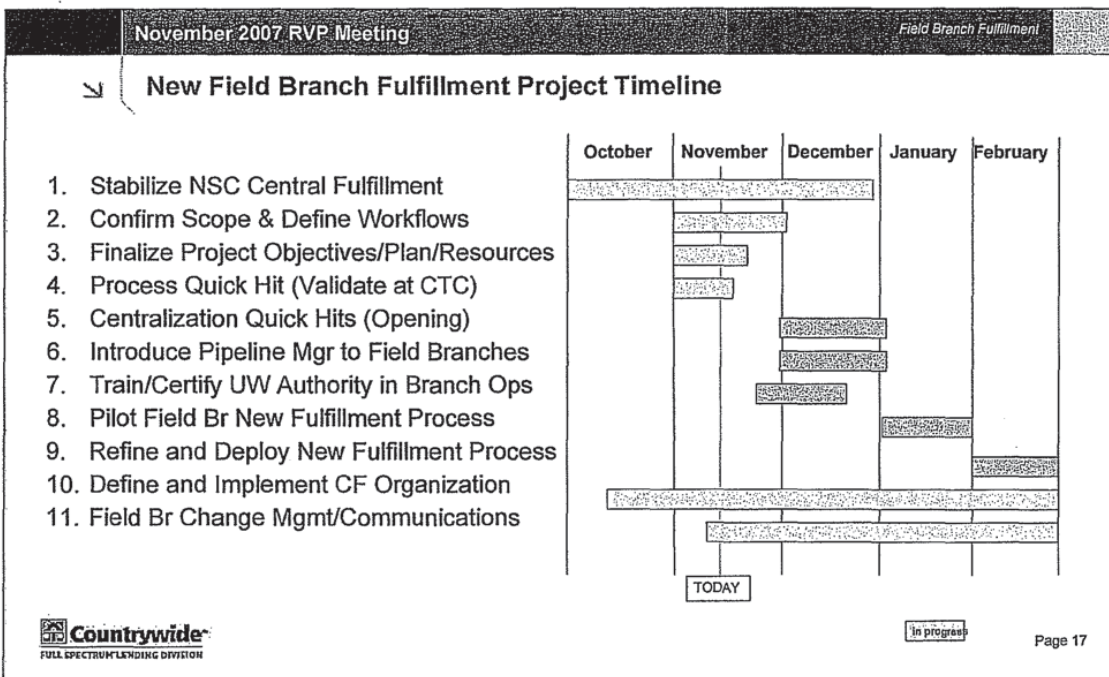 November 2007 RVP Meeting
Field Branch Fulfillment
New Field Branch Fulfillment Project Timeline
October November December January February
1. Stabilize NSC Central Fulfillment
2. Confirm Scope & Define Workflows
3. Finalize Project Objectives/Plan/Resources
4. Process Quick Hit (Validate at CTC)
5. Centralization Quick Hits (Opening)
6. Introduce Pipeline Mgr to Field Branches
7. Train/Certify UW Authority in Branch Ops
8. Pilot Field Br New Fulfillment Process
9. Refine and Deploy New Fulfillment Process
10. Define and Implement CF Organization
11. Field Br Change Mgmt/Communications
TODAY
Countrywide
FULL SPECTRUM LENDING DIVISION
In progress
Page 17